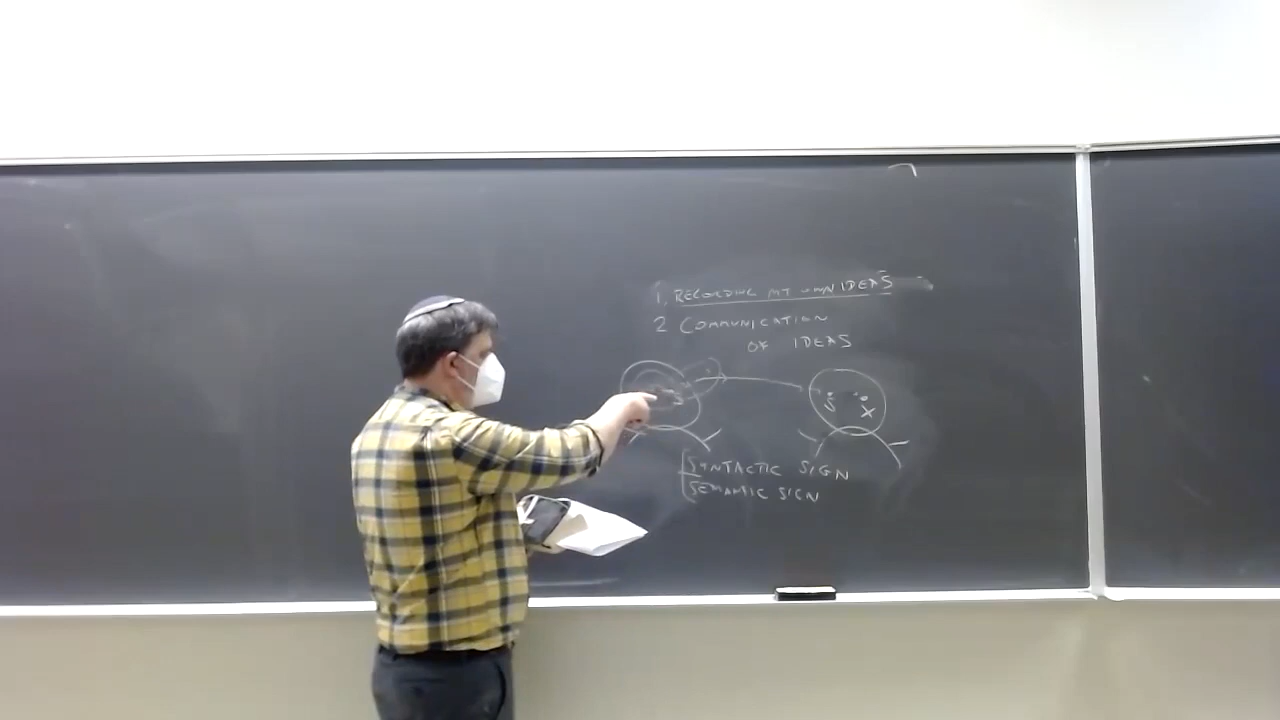 1. RECORDING MY OWN IDEAS
2 COMMUNICATION
OF IDEAS
X
SYNTACTIC SIGN
SEMANTIC SIGN